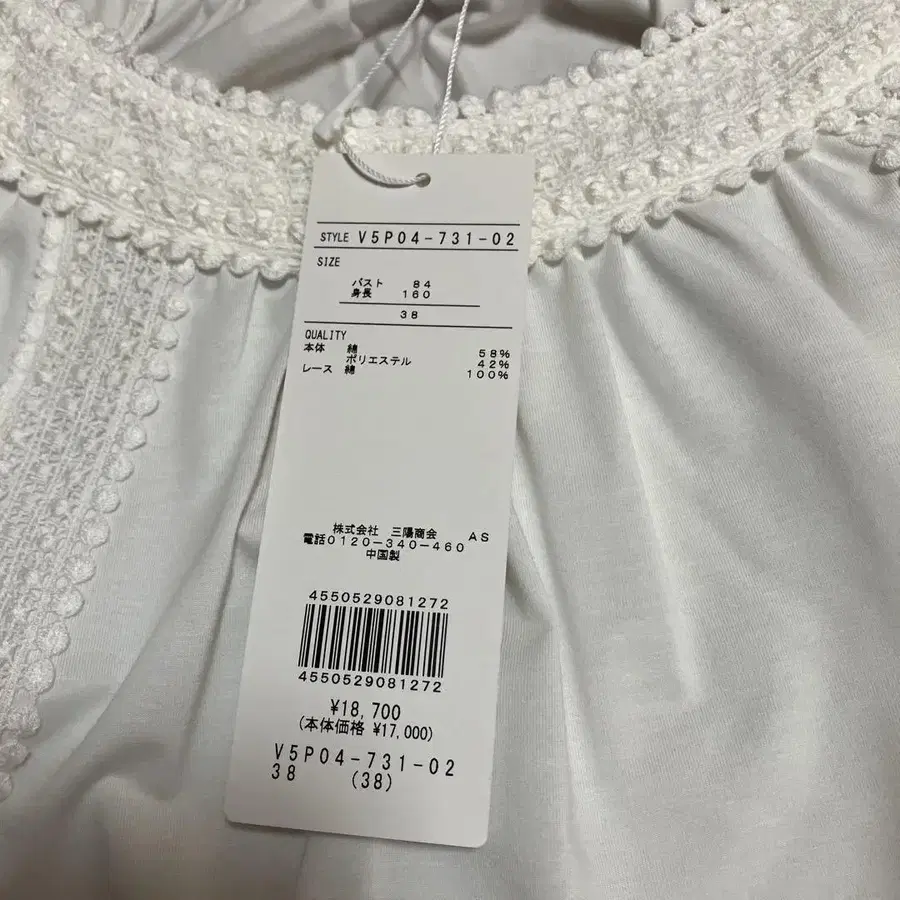 STYLE V5P04-731-02
SIZE
バスト 84
身長 160
38
QUALITY
本体 綿 58%
ポリエステル 42%
レース 綿 100%
株式会社 三陽商会 AS
電話0120-340-460
中国製
4550529081272
4550529081272
¥18,700
(本体価格 ¥17,000)
V5P04-731-02
38 (38)